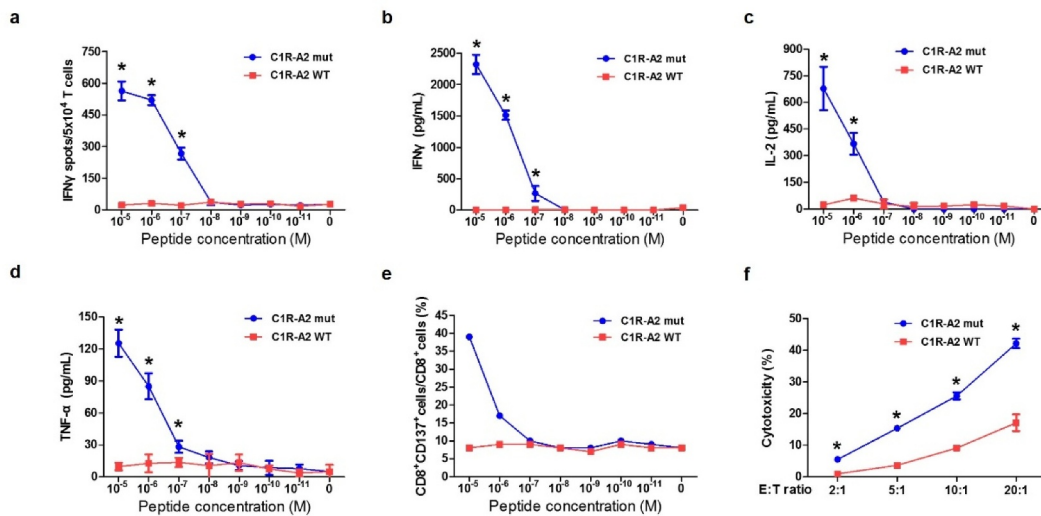 a
IFNγ spots/5x10⁴ T cells
750
600
450
300
150
0
*
*
*
C1R-A2 mut
C1R-A2 WT
10⁻⁵ 10⁻⁶ 10⁻⁷ 10⁻⁸ 10⁻⁹ 10⁻¹⁰ 10⁻¹¹ 0
Peptide concentration (M)
b
IFNγ (pg/mL)
2500
2000
1500
1000
500
0
*
*
*
C1R-A2 mut
C1R-A2 WT
10⁻⁵ 10⁻⁶ 10⁻⁷ 10⁻⁸ 10⁻⁹ 10⁻¹⁰ 10⁻¹¹ 0
Peptide concentration (M)
c
IL-2 (pg/mL)
900
750
600
450
300
150
0
*
*
C1R-A2 mut
C1R-A2 WT
10⁻⁵ 10⁻⁶ 10⁻⁷ 10⁻⁸ 10⁻⁹ 10⁻¹⁰ 10⁻¹¹ 0
Peptide concentration (M)
d
TNF-α (pg/mL)
150
120
90
60
30
0
*
*
*
C1R-A2 mut
C1R-A2 WT
10⁻⁵ 10⁻⁶ 10⁻⁷ 10⁻⁸ 10⁻⁹ 10⁻¹⁰ 10⁻¹¹ 0
Peptide concentration (M)
e
CD8⁺CD137⁺cells/CD8⁺cells (%)
45
40
35
30
25
20
15
10
5
0
C1R-A2 mut
C1R-A2 WT
10⁻⁵ 10⁻⁶ 10⁻⁷ 10⁻⁸ 10⁻⁹ 10⁻¹⁰ 10⁻¹¹ 0
Peptide concentration (M)
f
Cytotoxicity (%)
50
40
30
20
10
0
*
*
*
*
C1R-A2 mut
C1R-A2 WT
E:T ratio 2:1 5:1 10:1 20:1